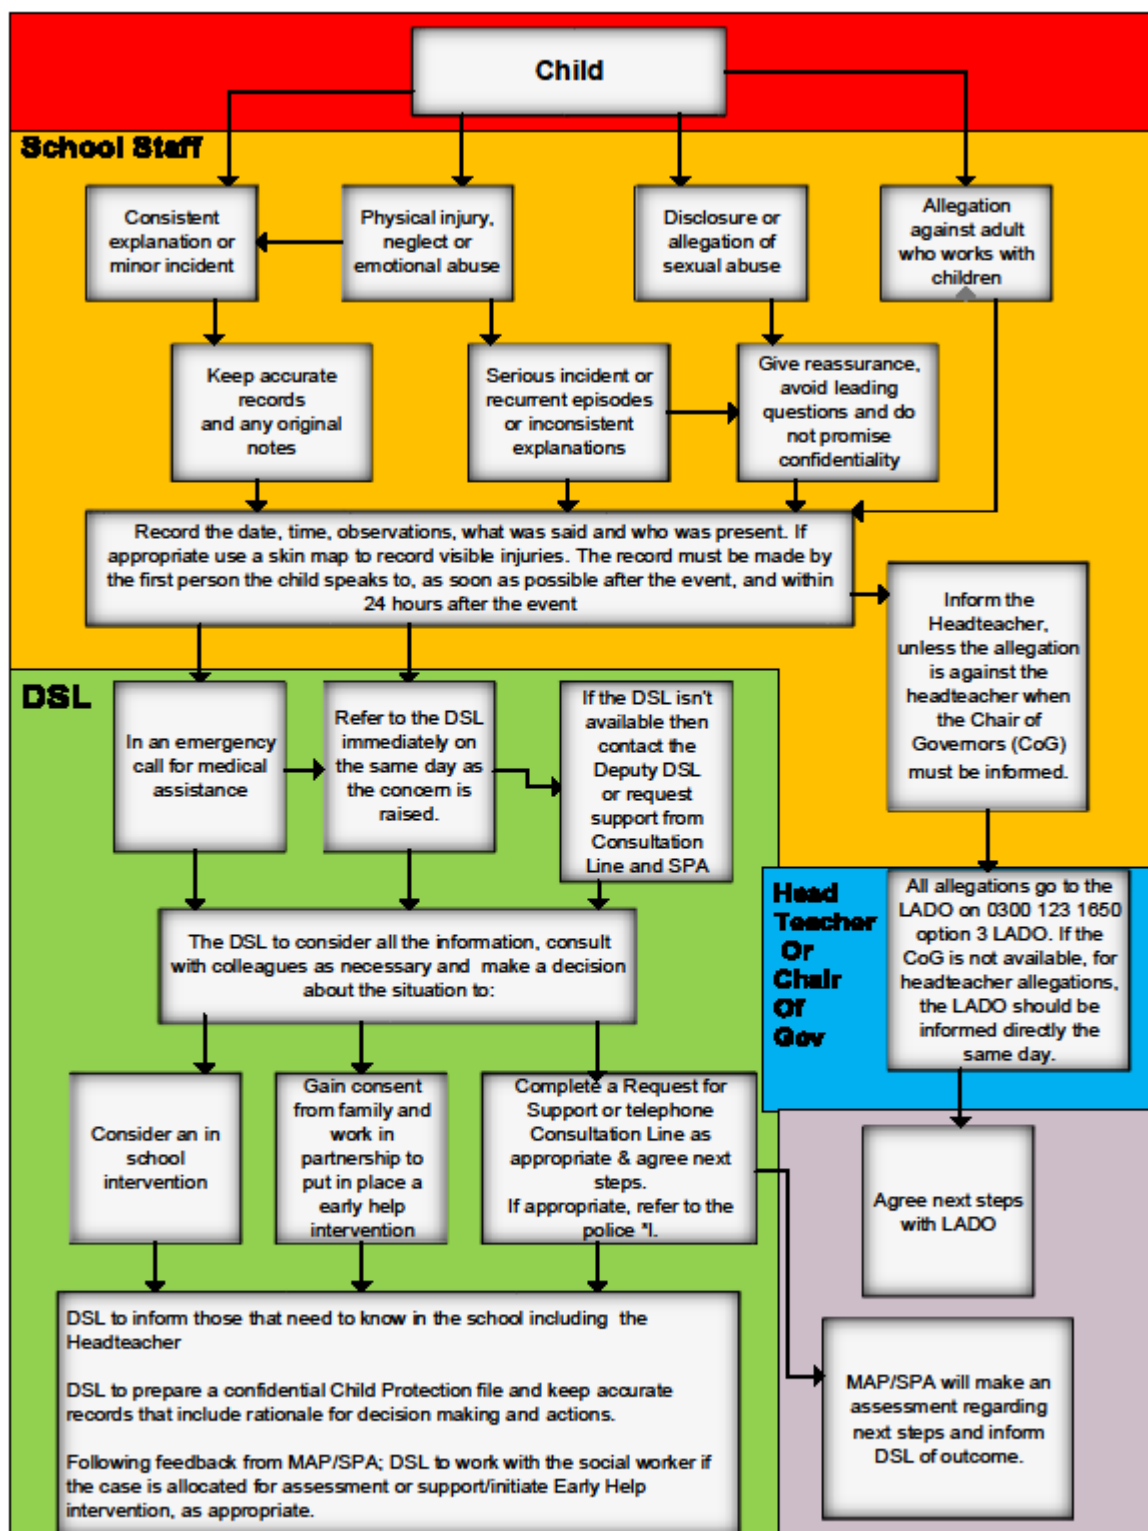 Child
School Staff
Consistent
explanation or
minor incident
Physical injury,
neglect or
emotional abuse
Disclosure or
allegation of
sexual abuse
Allegation
against adult
who works with
children
Keep accurate
records
and any original
notes
Serious incident or
recurrent episodes
or inconsistent
explanations
Give reassurance,
avoid leading
questions and do
not promise
confidentiality
Record the date, time, observations, what was said and who was present. If
appropriate use a skin map to record visible injuries. The record must be made by
the first person the child speaks to, as soon as possible after the event, and within
24 hours after the event
Inform the
Headteacher,
unless the allegation
is against the
headteacher when
the Chair of
Governors (CoG)
must be informed.
DSL
In an emergency
call for medical
assistance
Refer to the DSL
immediately on
the same day as
the concern is
raised.
If the DSL isn't
available then
contact the
Deputy DSL
or request
support from
Consultation
Line and SPA
Head
Teacher
Or
Chair
Of
Gov
All allegations go to the
LADO on 0300 123 1650
option 3 LADO. If the
CoG is not available, for
headteacher allegations,
the LADO should be
informed directly the
same day.
The DSL to consider all the information, consult
with colleagues as necessary and make a decision
about the situation to:
Consider an in
school
intervention
Gain consent
from family and
work in
partnership to
put in place a
early help
intervention
Complete a Request for
Support or telephone
Consultation Line as
appropriate & agree next
steps.
If appropriate, refer to the
police *I.
Agree next steps
with LADO
DSL to inform those that need to know in the school including the
Headteacher
DSL to prepare a confidential Child Protection file and keep accurate
records that include rationale for decision making and actions.
Following feedback from MAP/SPA; DSL to work with the social worker if
the case is allocated for assessment or support/initiate Early Help
intervention, as appropriate.
MAP/SPA will make an
assessment regarding
next steps and inform
DSL of outcome.